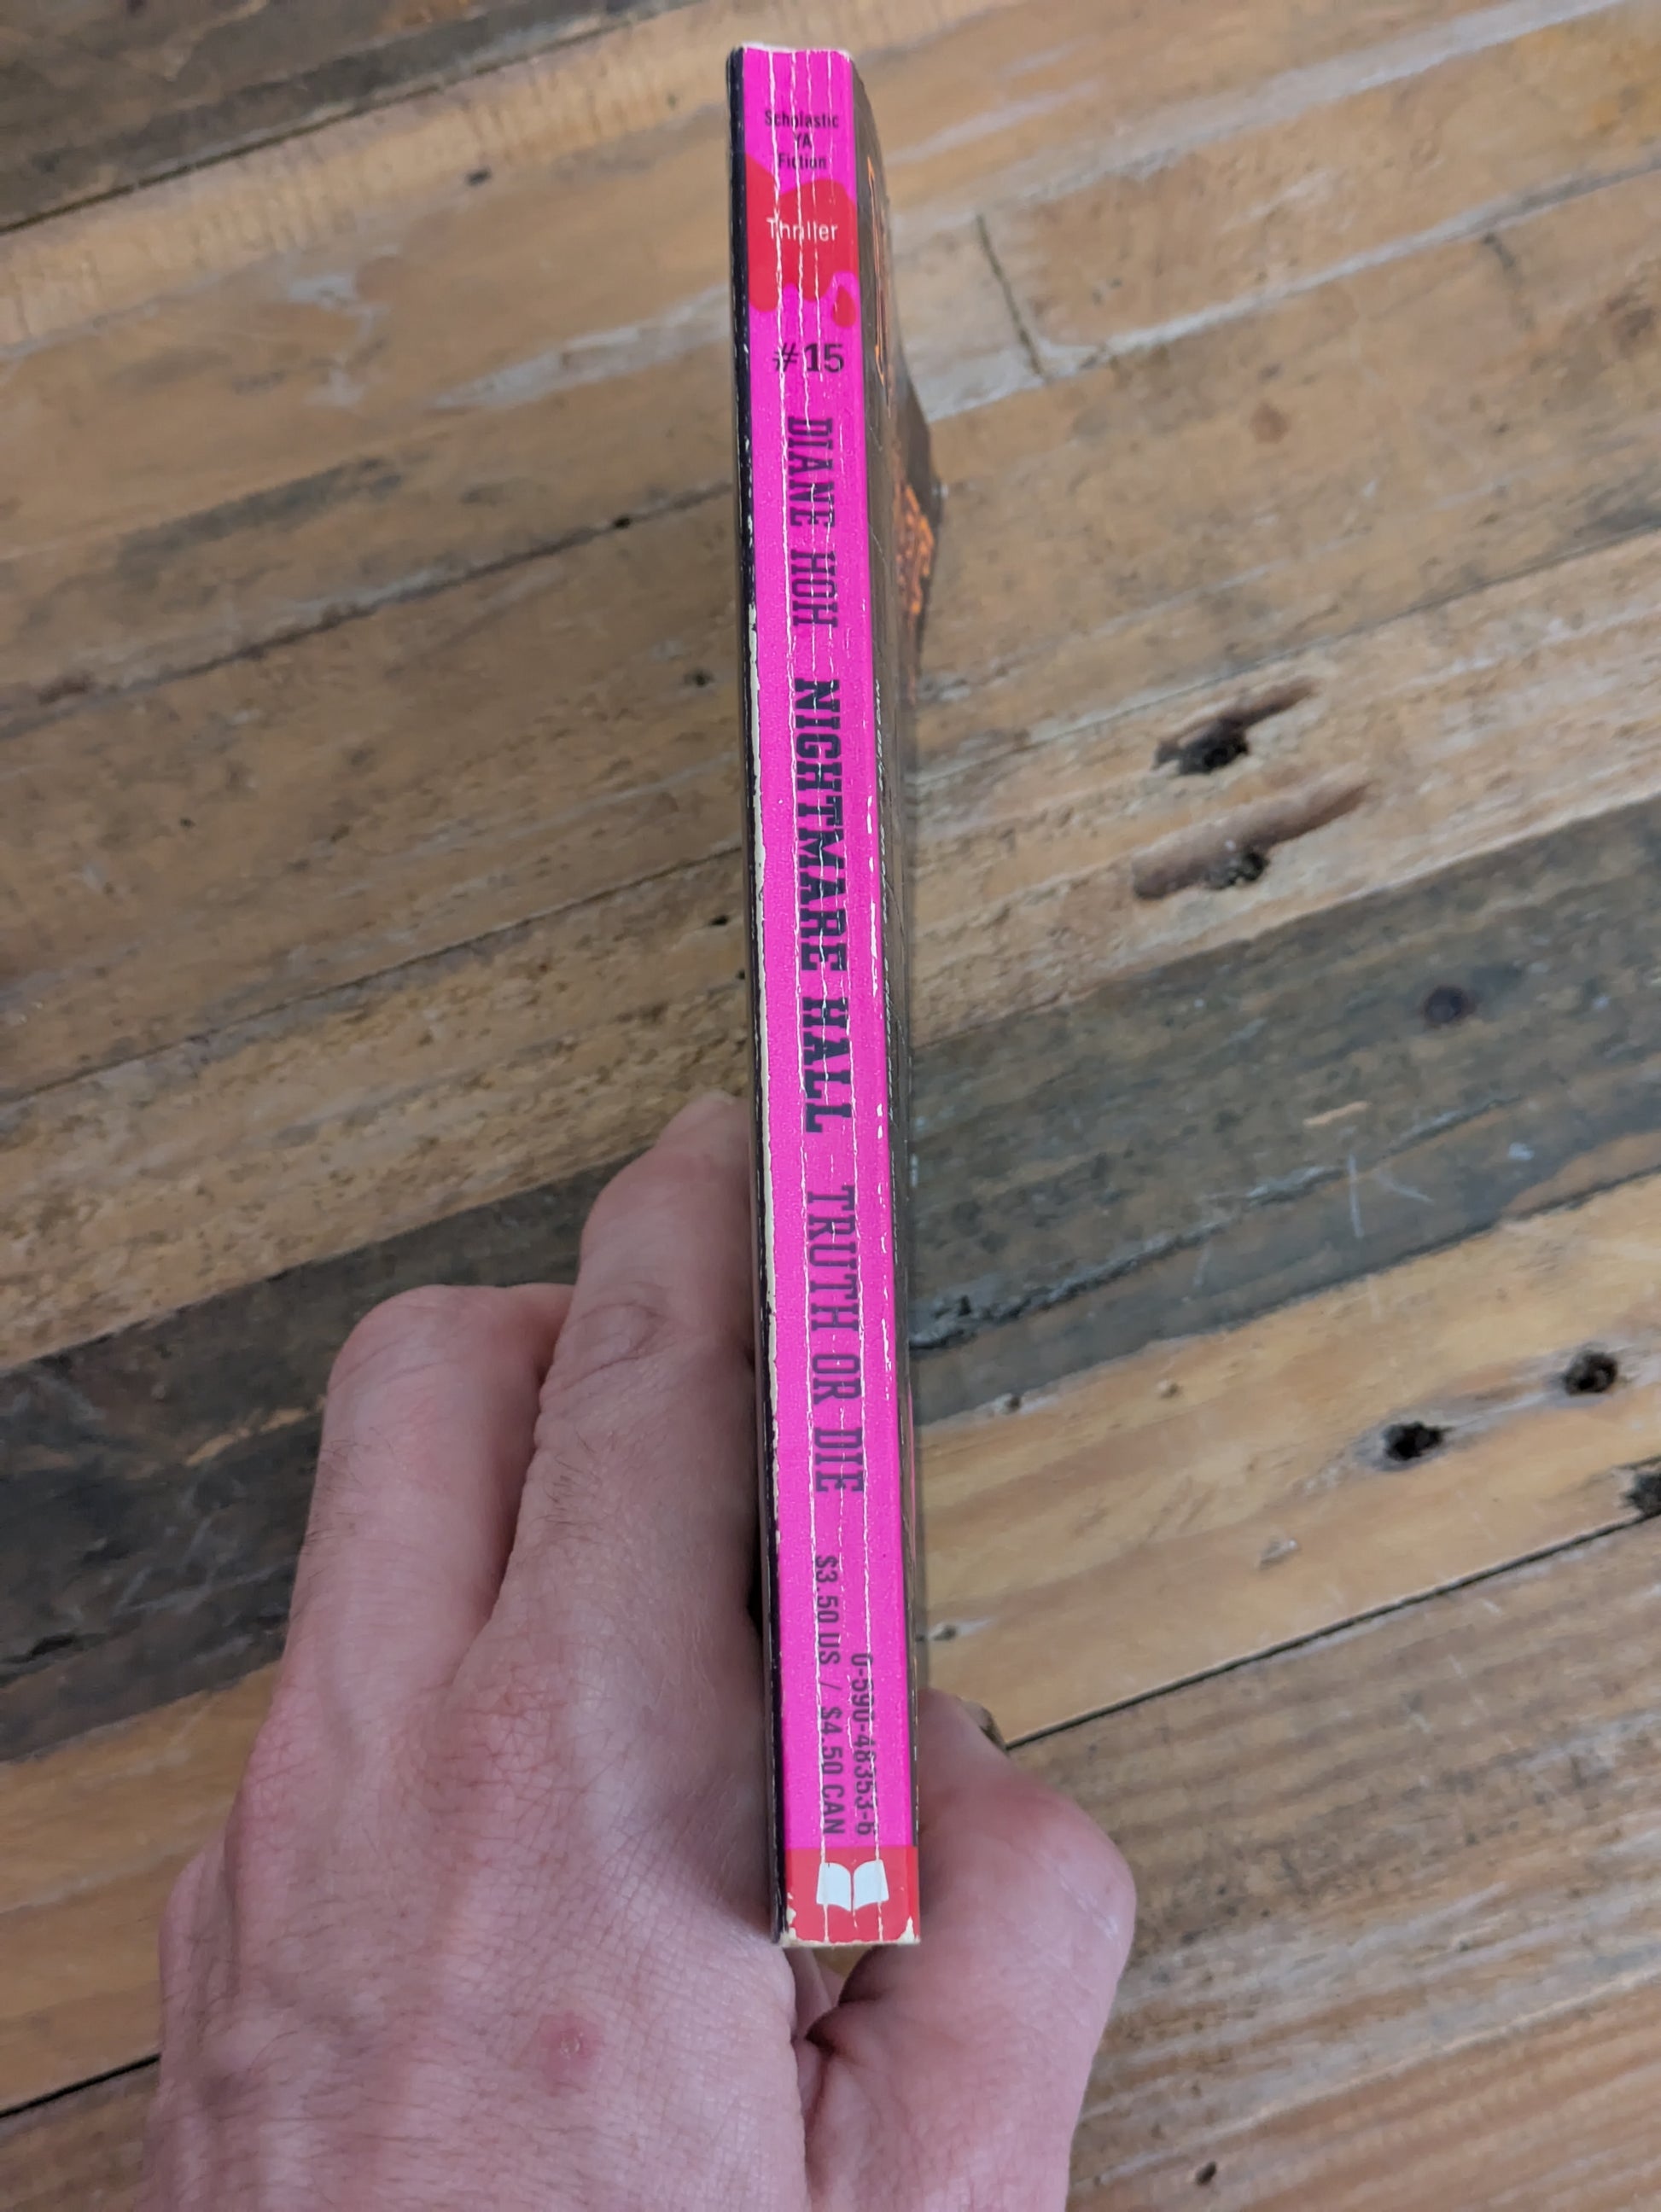 Scholastic
YA
Fiction
Thriller
#15
DIANE HOH NIGHTMARE HALL TRUTH OR DIE
0-590-48353-6
$3.50 US / $4.50 CAN